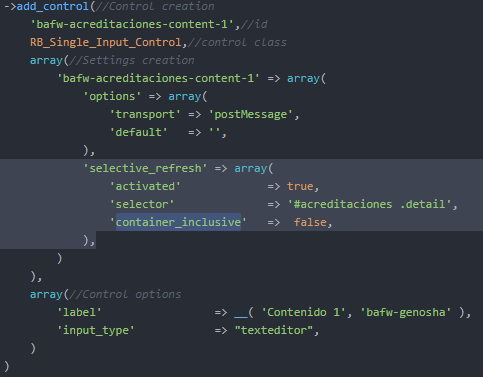 ->add_control(//Control creation
    'bafw-acreditaciones-content-1',//id
    RB_Single_Input_Control,//control class
    array(//Settings creation
        'bafw-acreditaciones-content-1' => array(
            'options' => array(
                'transport' => 'postMessage',
                'default'   => '',
            ),
            'selective_refresh' => array(
                'activated'           => true,
                'selector'            => '#acreditaciones .detail',
                'container_inclusive'  =>  false,
            ),
        )
    ),
    array(//Control options
        'label'                => __( 'Contenido 1', 'bafw-genosha' ),
        'input_type'           => "texteditor",
    )
)